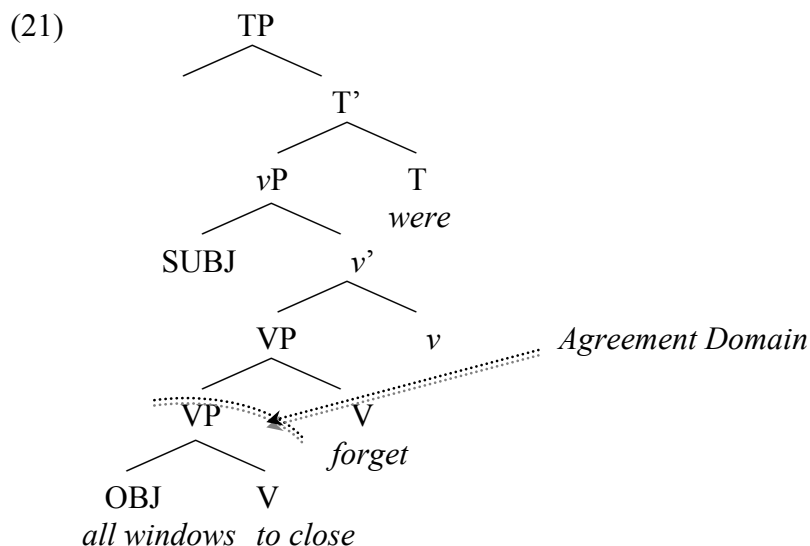 (21) TP
T’
vP T
were
SUBJ v’
VP v Agreement Domain
VP V
forget
OBJ V
all windows to close